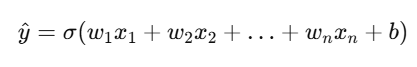 ŷ = σ(w₁x₁ + w₂x₂ + … + wₙxₙ + b)